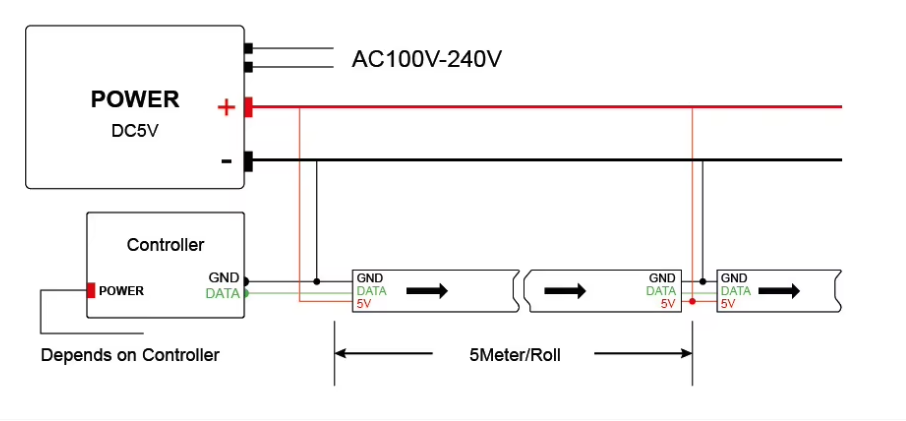 AC100V-240V
POWER
DC5V
+
-
Controller
GND
DATA
POWER
Depends on Controller
GND
DATA
5V
GND
DATA
5V
GND
DATA
5V
5Meter/Roll